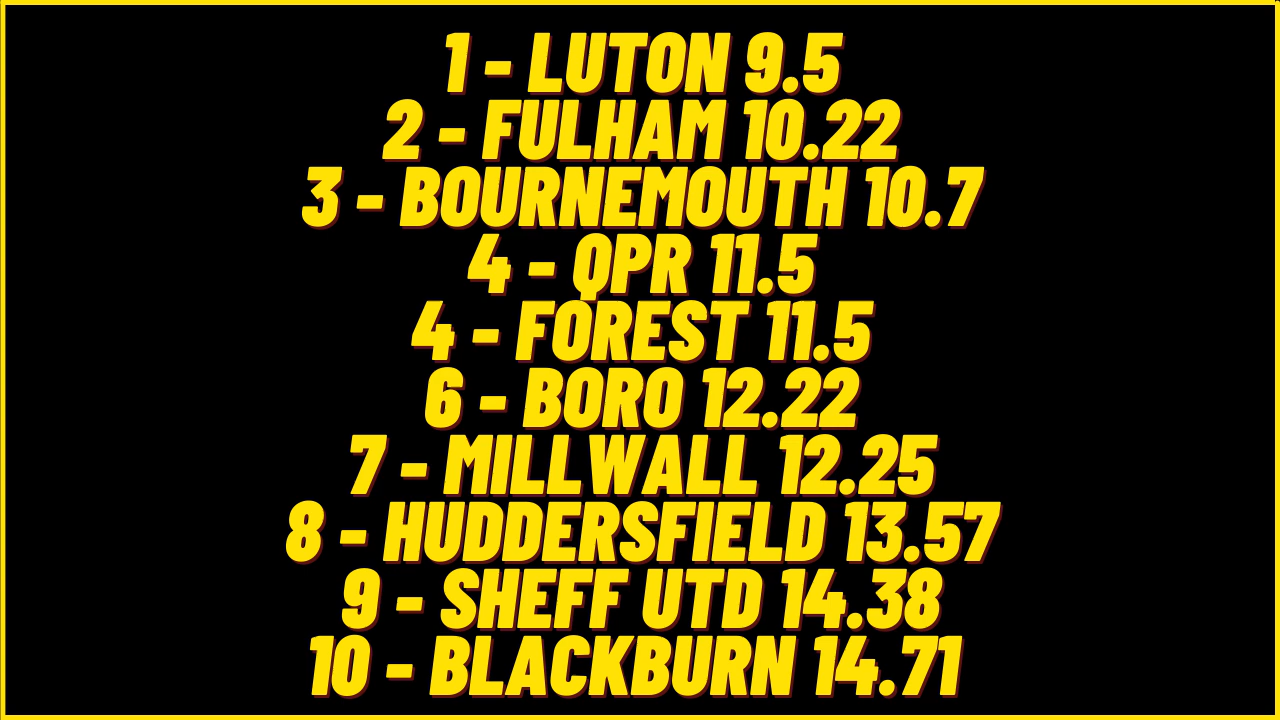 1 - LUTON 9.5
2 - FULHAM 10.22
3 - BOURNEMOUTH 10.7
4 - QPR 11.5
4 - FOREST 11.5
6 - BORO 12.22
7 - MILLWALL 12.25
8 - HUDDERSFIELD 13.57
9 - SHEFF UTD 14.38
10 - BLACKBURN 14.71